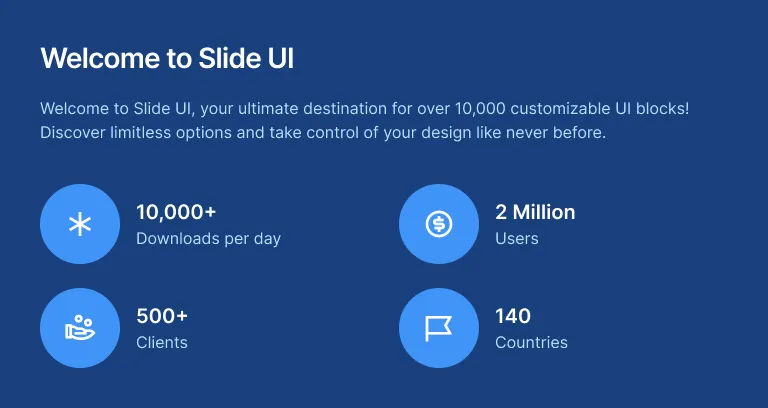 Welcome to Slide UI
Welcome to Slide UI, your ultimate destination for over 10,000 customizable UI blocks!
Discover limitless options and take control of your design like never before.
10,000+
Downloads per day
2 Million
Users
500+
Clients
140
Countries